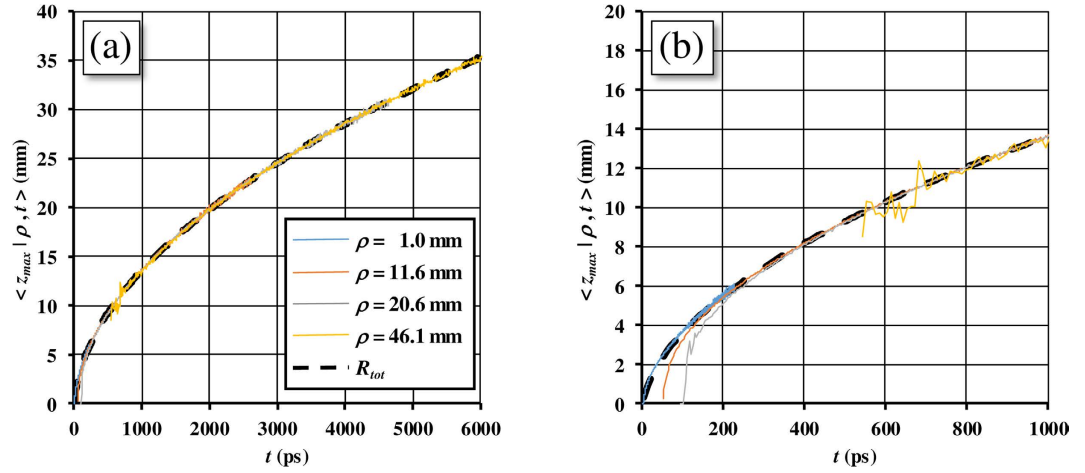 (a)
40
35
30
25
20
15
10
5
0
< z_max | ρ , t > (mm)
0 1000 2000 3000 4000 5000 6000
t (ps)
ρ = 1.0 mm
ρ = 11.6 mm
ρ = 20.6 mm
ρ = 46.1 mm
R_tot
(b)
20
18
16
14
12
10
8
6
4
2
0
< z_max | ρ , t > (mm)
0 200 400 600 800 1000
t (ps)